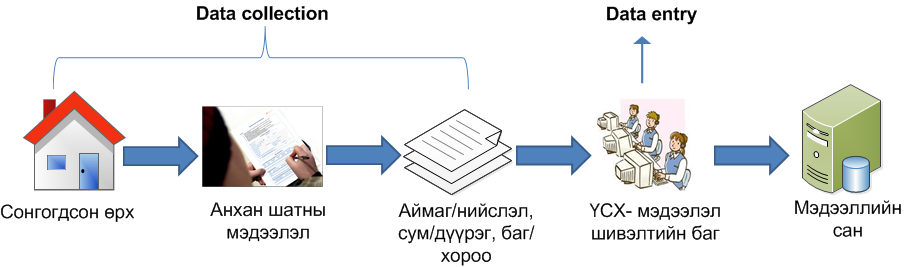 Data collection
Data entry
Сонгогдсон өрх
Анхан шатны
мэдээлэл
Аймаг/нийслэл,
сум/дүүрэг, баг/
хороо
ҮСХ- мэдээлэл
шивэлтийн баг
Мэдээллийн
сан